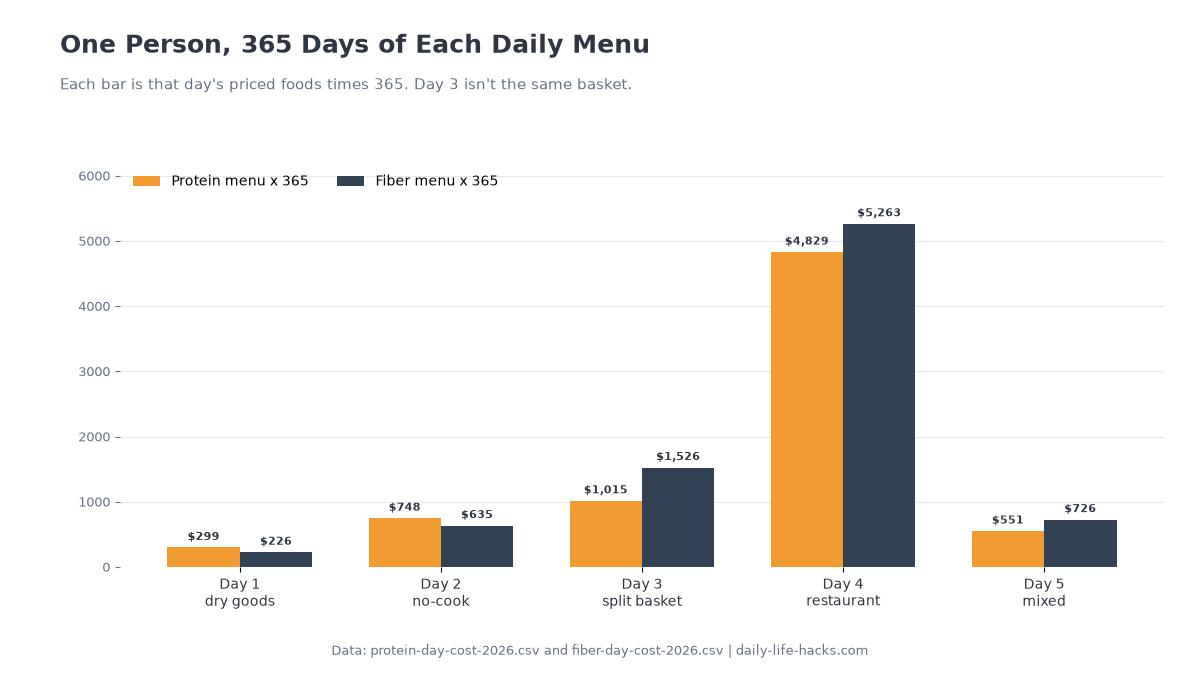 One Person, 365 Days of Each Daily Menu
Each bar is that day's priced foods times 365. Day 3 isn't the same basket.
Protein menu x 365
Fiber menu x 365
6000
5000
4000
3000
2000
1000
0
$299
$226
$748
$635
$1,015
$1,526
$4,829
$5,263
$551
$726
Day 1
dry goods
Day 2
no-cook
Day 3
split basket
Day 4
restaurant
Day 5
mixed
Data: protein-day-cost-2026.csv and fiber-day-cost-2026.csv | daily-life-hacks.com